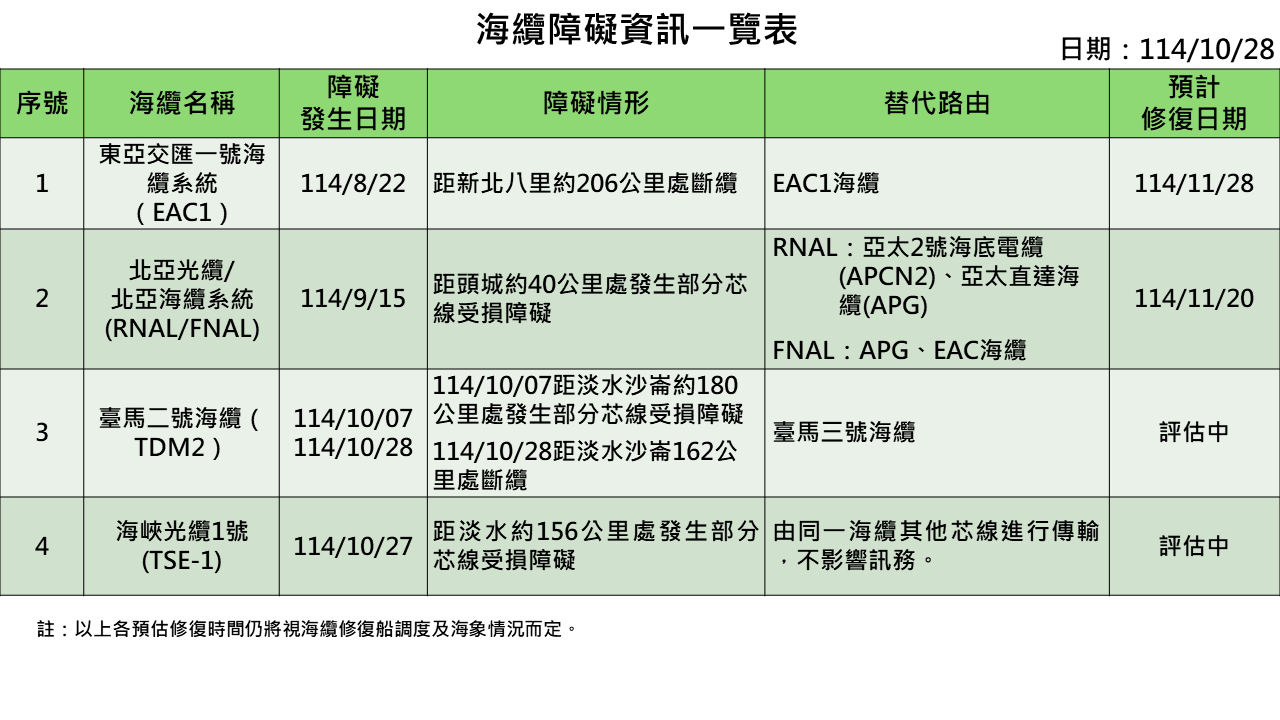 海纜障礙資訊一覽表
日期：114/10/28
序號
海纜名稱
障礙
發生日期
障礙情形
替代路由
預計
修復日期
1
東亞交匯一號海
纜系統
（EAC1）
114/8/22
距新北八里約206公里處斷纜
EAC1海纜
114/11/28
2
北亞光纜/
北亞海纜系統
(RNAL/FNAL)
114/9/15
距頭城約40公里處發生部分芯
線受損障礙
RNAL：亞太2號海底電纜
(APCN2)、亞太直達海
纜(APG)
FNAL：APG、EAC海纜
114/11/20
3
臺馬二號海纜（
TDM2）
114/10/07
114/10/28
114/10/07距淡水沙崙約180
公里處發生部分芯線受損障礙
114/10/28距淡水沙崙162公
里處斷纜
臺馬三號海纜
評估中
4
海峽光纜1號
(TSE-1)
114/10/27
距淡水約156公里處發生部分
芯線受損障礙
由同一海纜其他芯線進行傳輸
，不影響訊務。
評估中
註：以上各預估修復時間仍將視海纜修復船調度及海象情況而定。